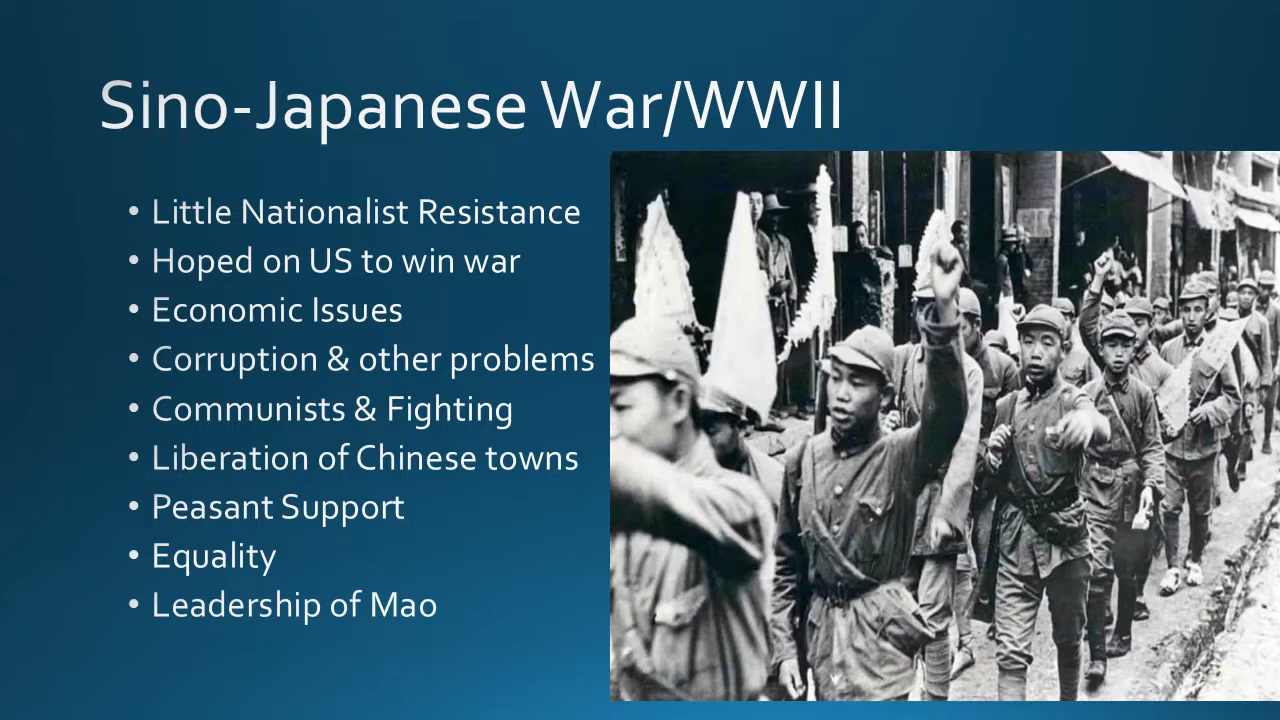 Sino-Japanese War/WWII
• Little Nationalist Resistance
• Hoped on US to win war
• Economic Issues
• Corruption & other problems
• Communists & Fighting
• Liberation of Chinese towns
• Peasant Support
• Equality
• Leadership of Mao